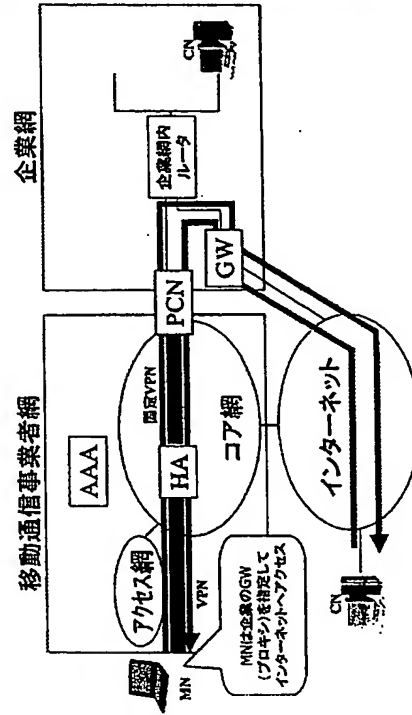 移動通信事業者網
企業網
AAA
アクセス網
HA
固定VPN
コア網
PCN
企業網内
ルータ
CN
GW
VPN
MN
MNは企業のGW
(プロキシ)を指定して
インターネットへアクセス
インターネット
CN